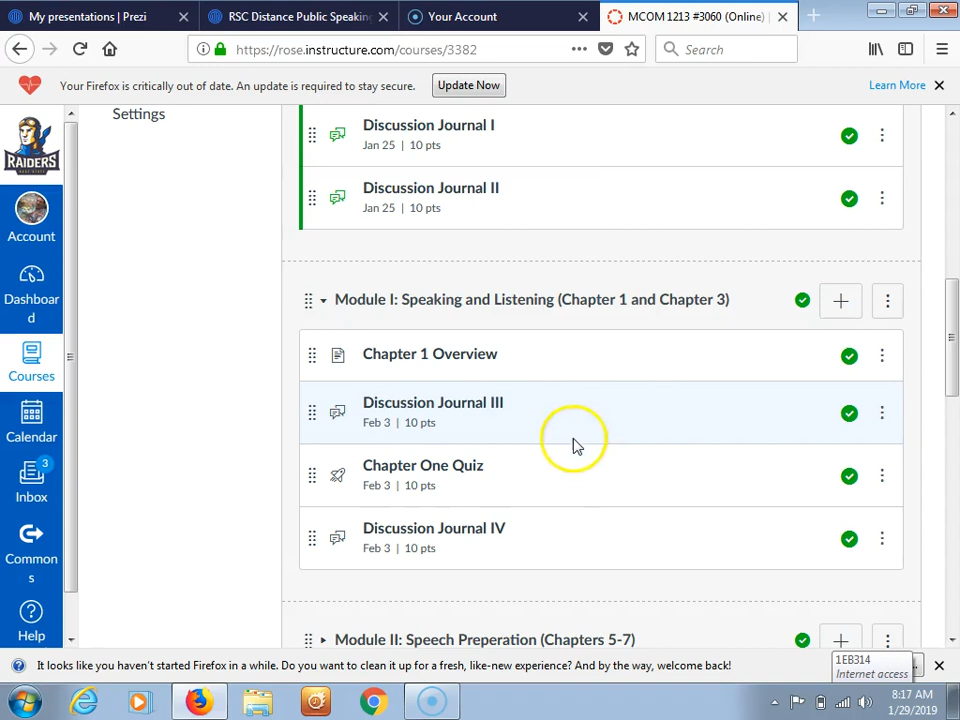 My presentations | Prezi
RSC Distance Public Speaking
Your Account
MCOM 1213 #3060 (Online)
https://rose.instructure.com/courses/3382
Search
Your Firefox is critically out of date. An update is required to stay secure.
Update Now
Learn More
RAIDERS
Settings
Account
Dashboar
d
Courses
Calendar
3
Inbox
Common
s
Help
Discussion Journal I
Jan 25 | 10 pts
Discussion Journal II
Jan 25 | 10 pts
Module I: Speaking and Listening (Chapter 1 and Chapter 3)
Chapter 1 Overview
Discussion Journal III
Feb 3 | 10 pts
Chapter One Quiz
Feb 3 | 10 pts
Discussion Journal IV
Feb 3 | 10 pts
Module II: Speech Preperation (Chapters 5-7)
It looks like you haven't started Firefox in a while. Do you want to clean it up for a fresh, like-new experience? And by the way, welcome back!
1EB314
Internet access
8:17 AM
1/29/2019